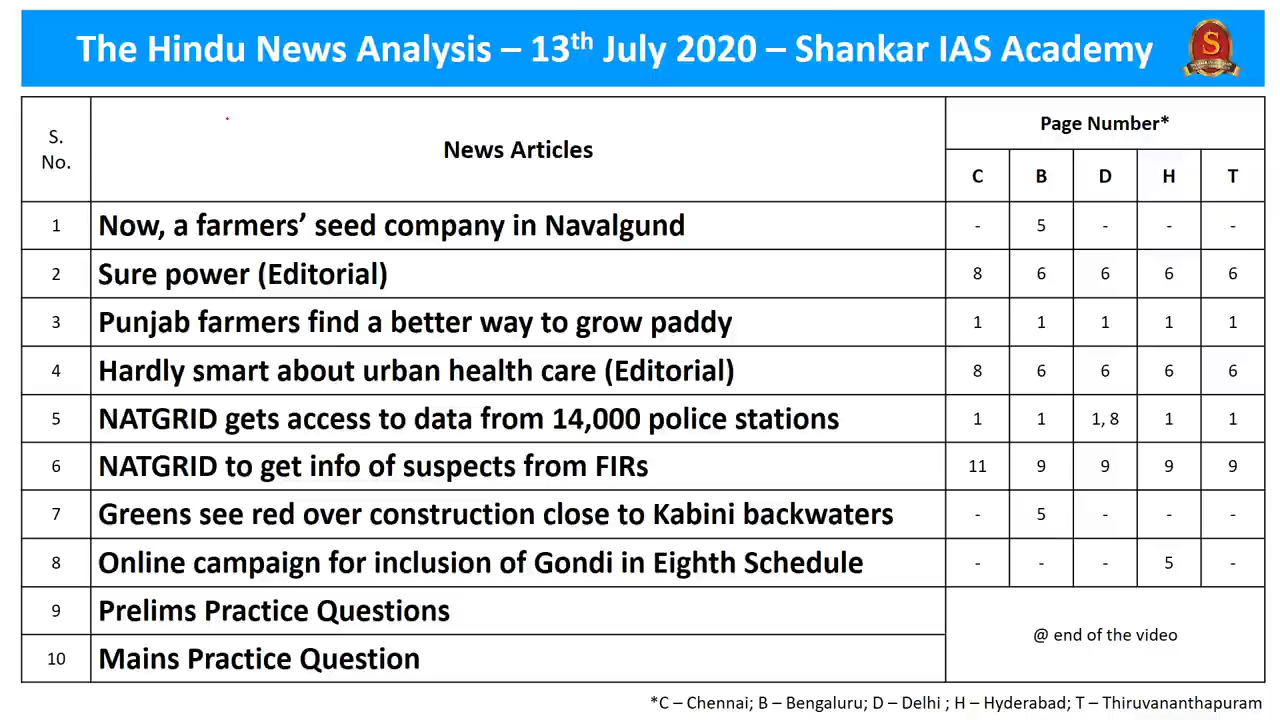 The Hindu News Analysis – 13th July 2020 – Shankar IAS Academy
S. No. News Articles Page Number*
C B D H T
1 Now, a farmers’ seed company in Navalgund - 5 - - -
2 Sure power (Editorial) 8 6 6 6 6
3 Punjab farmers find a better way to grow paddy 1 1 1 1 1
4 Hardly smart about urban health care (Editorial) 8 6 6 6 6
5 NATGRID gets access to data from 14,000 police stations 1 1 1, 8 1 1
6 NATGRID to get info of suspects from FIRs 11 9 9 9 9
7 Greens see red over construction close to Kabini backwaters - 5 - - -
8 Online campaign for inclusion of Gondi in Eighth Schedule - - - 5 -
9 Prelims Practice Questions
@ end of the video
10 Mains Practice Question
*C – Chennai; B – Bengaluru; D – Delhi ; H – Hyderabad; T – Thiruvananthapuram